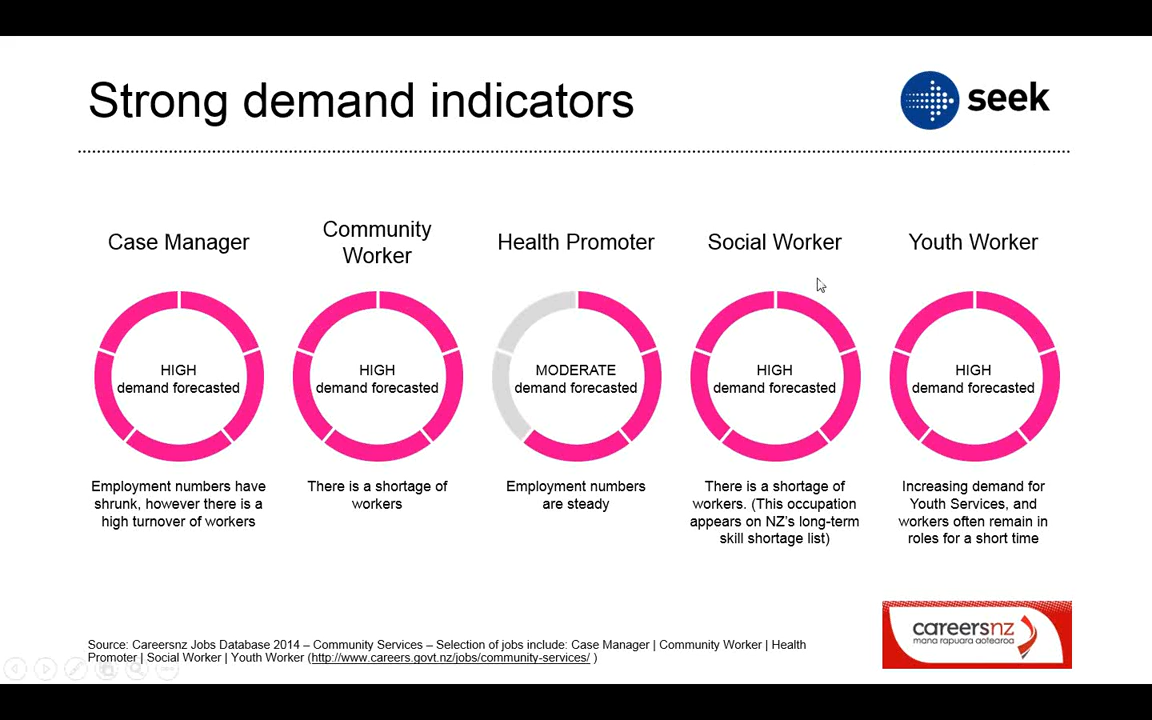 Strong demand indicators
seek
Case Manager
Community
Worker
Health Promoter
Social Worker
Youth Worker
HIGH
demand forecasted
HIGH
demand forecasted
MODERATE
demand forecasted
HIGH
demand forecasted
HIGH
demand forecasted
Employment numbers have
shrunk, however there is a
high turnover of workers
There is a shortage of
workers
Employment numbers
are steady
There is a shortage of
workers. (This occupation
appears on NZ's long-term
skill shortage list)
Increasing demand for
Youth Services, and
workers often remain in
roles for a short time
Source: Careersnz Jobs Database 2014 – Community Services – Selection of jobs include: Case Manager | Community Worker | Health
Promoter | Social Worker | Youth Worker (http://www.careers.govt.nz/jobs/community-services/ )
careersnz
mana rapuara aotearoa